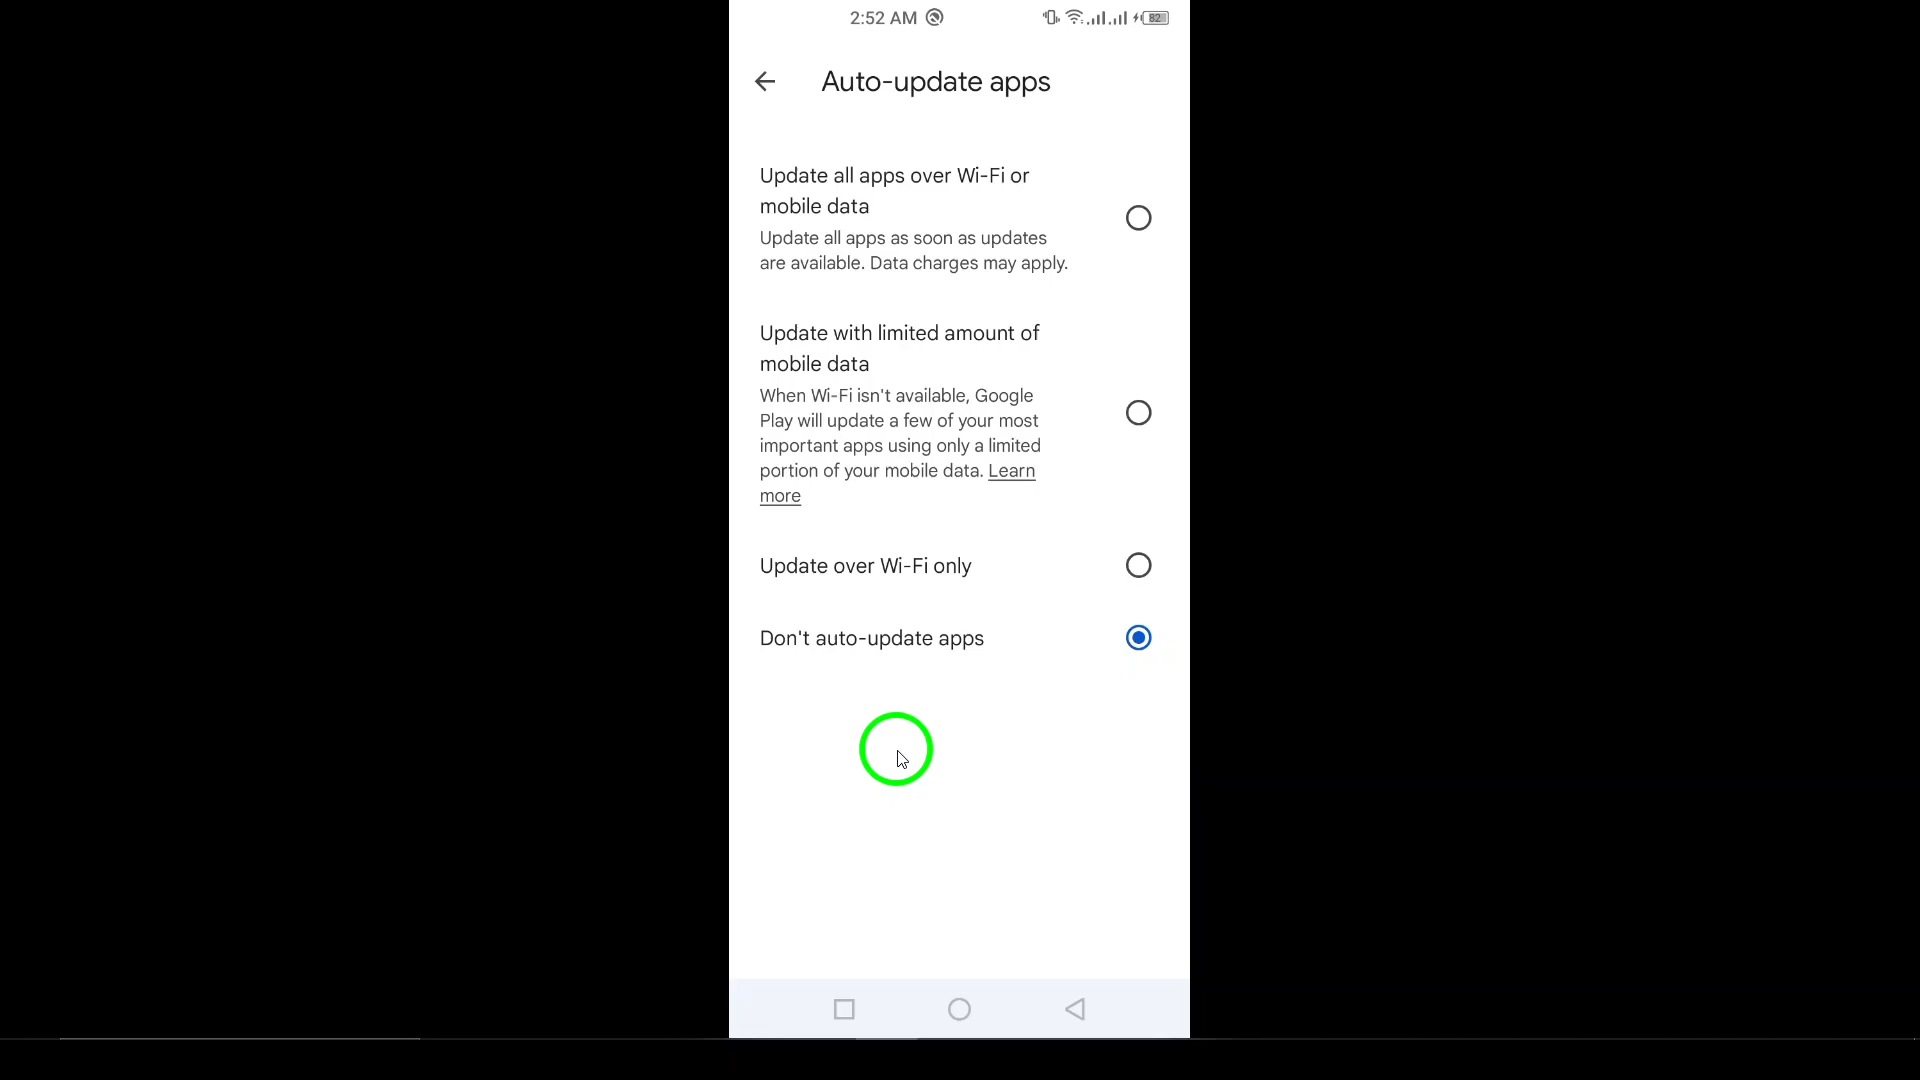 2:52 AM
82
Auto-update apps
Update all apps over Wi-Fi or
mobile data
Update all apps as soon as updates
are available. Data charges may apply.
Update with limited amount of
mobile data
When Wi-Fi isn't available, Google
Play will update a few of your most
important apps using only a limited
portion of your mobile data. Learn
more
Update over Wi-Fi only
Don't auto-update apps